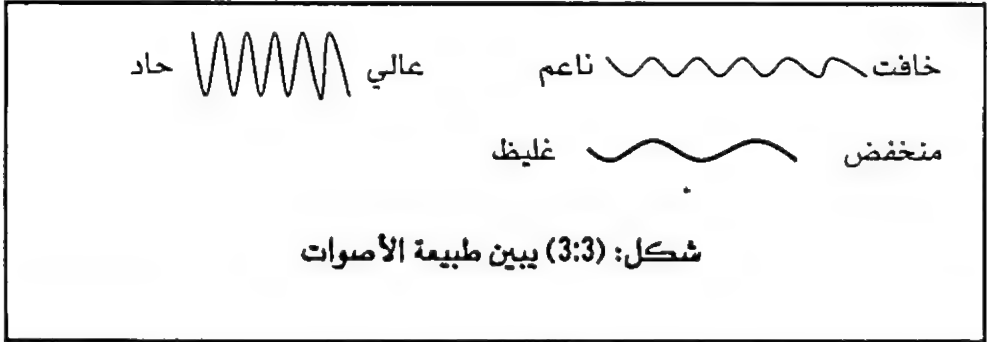 خافت ناعم عالي حاد
منخفض غليظ
شكل: (3:3) يبين طبيعة الأصوات